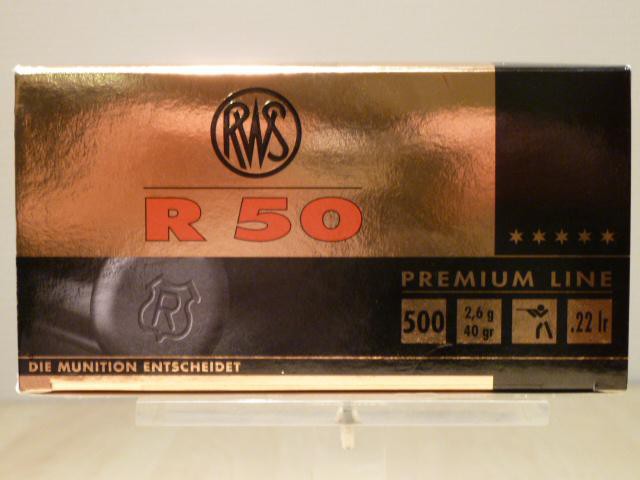 RWS
R 50
PREMIUM LINE
500
2,6 g
40 gr
.22 lr
R
DIE MUNITION ENTSCHEIDET